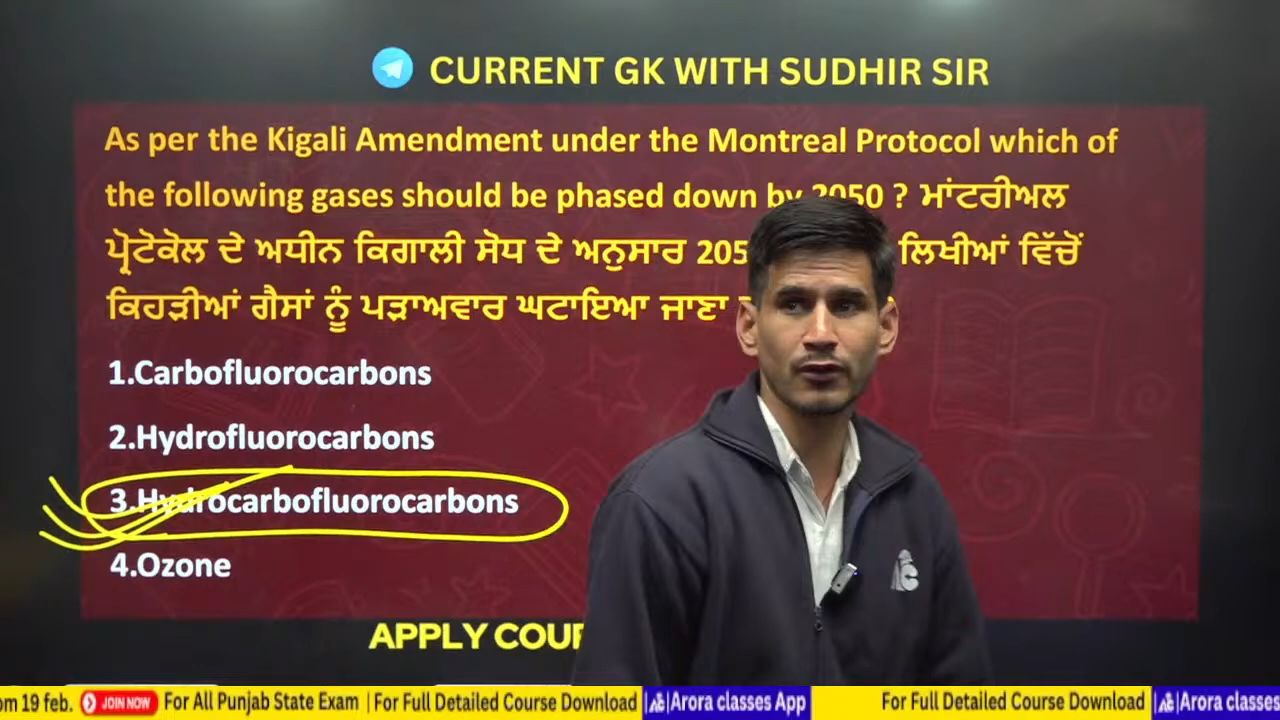 CURRENT GK WITH SUDHIR SIR
As per the Kigali Amendment under the Montreal Protocol which of
the following gases should be phased down by 2050 ? ਮਾਂਟਰੀਅਲ
ਪ੍ਰੋਟੋਕੋਲ ਦੇ ਅਧੀਨ ਕਿਗਾਲੀ ਸੋਧ ਦੇ ਅਨੁਸਾਰ 205 ਲਿਖੀਆਂ ਵਿੱਚੋਂ
ਕਿਹੜੀਆਂ ਗੈਸਾਂ ਨੂੰ ਪੜਾਅਵਾਰ ਘਟਾਇਆ ਜਾਣਾ
1.Carbofluorocarbons
2.Hydrofluorocarbons
3.Hydrocarbofluorocarbons
4.Ozone
APPLY COU
om 19 feb. JOIN NOW For All Punjab State Exam | For Full Detailed Course Download |Arora classes App For Full Detailed Course Download |Arora classes